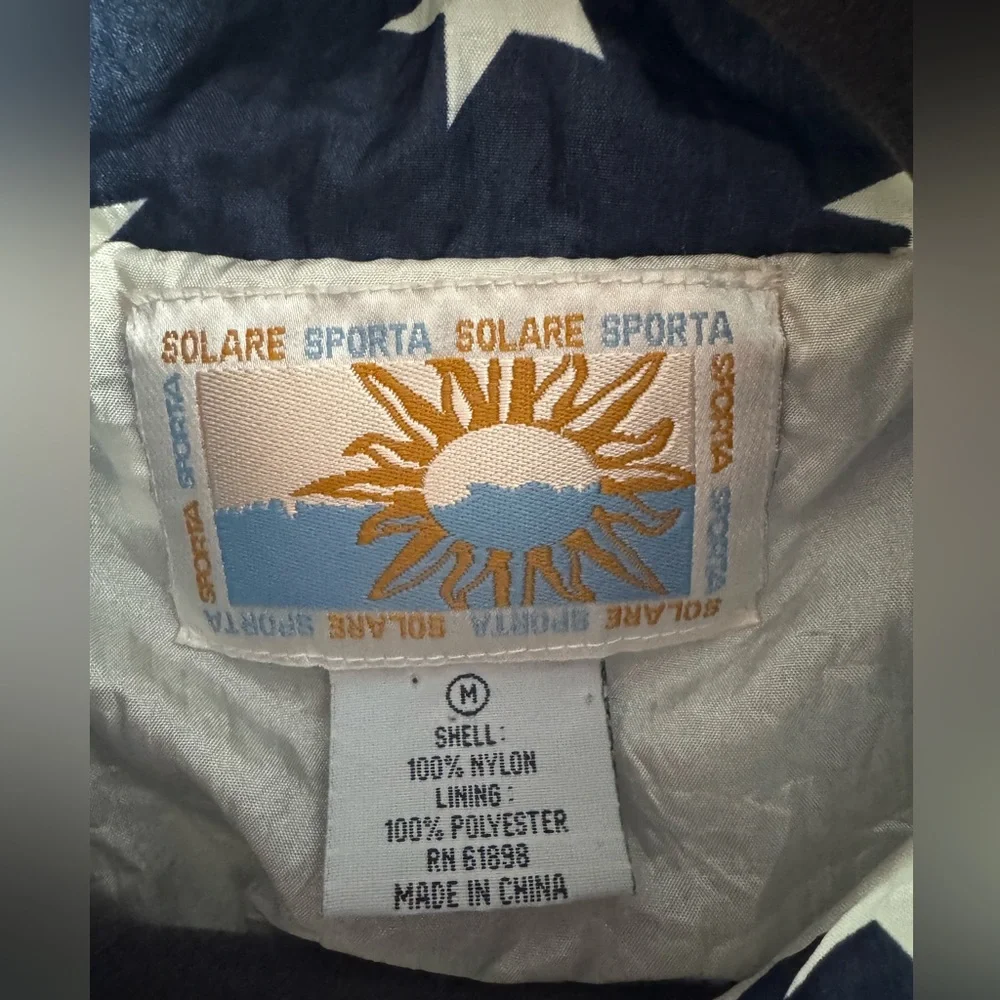 SOLARE SPORTA SOLARE SPORTA
SPORTA SPORTA
SPORTA SPORTA
SOLARE SPORTA SOLARE SPORTA
M
SHELL:
100% NYLON
LINING:
100% POLYESTER
RN 61898
MADE IN CHINA